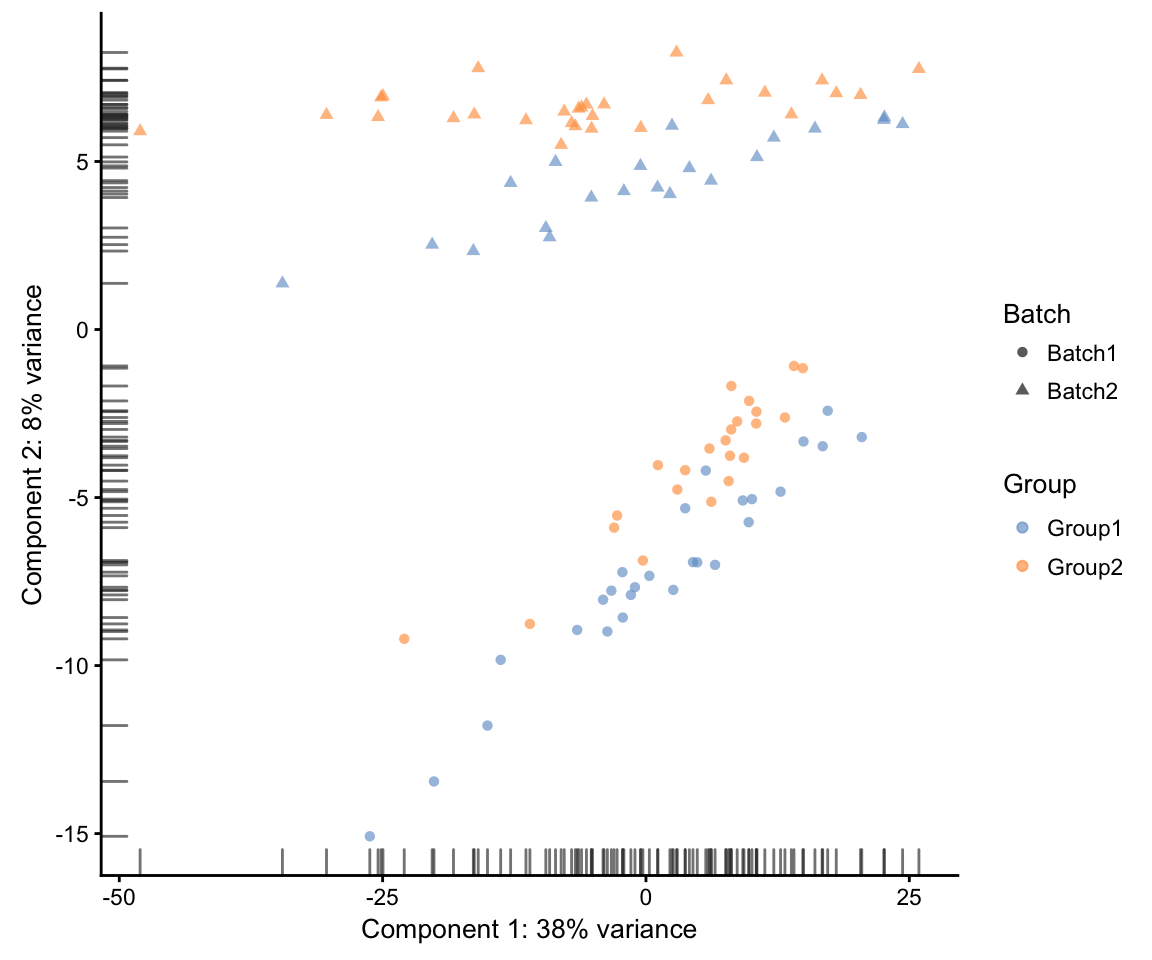 Component 2: 8% variance
5
0
-5
-10
-15
-50
-25
0
25
Component 1: 38% variance
Batch
Batch1
Batch2
Group
Group1
Group2